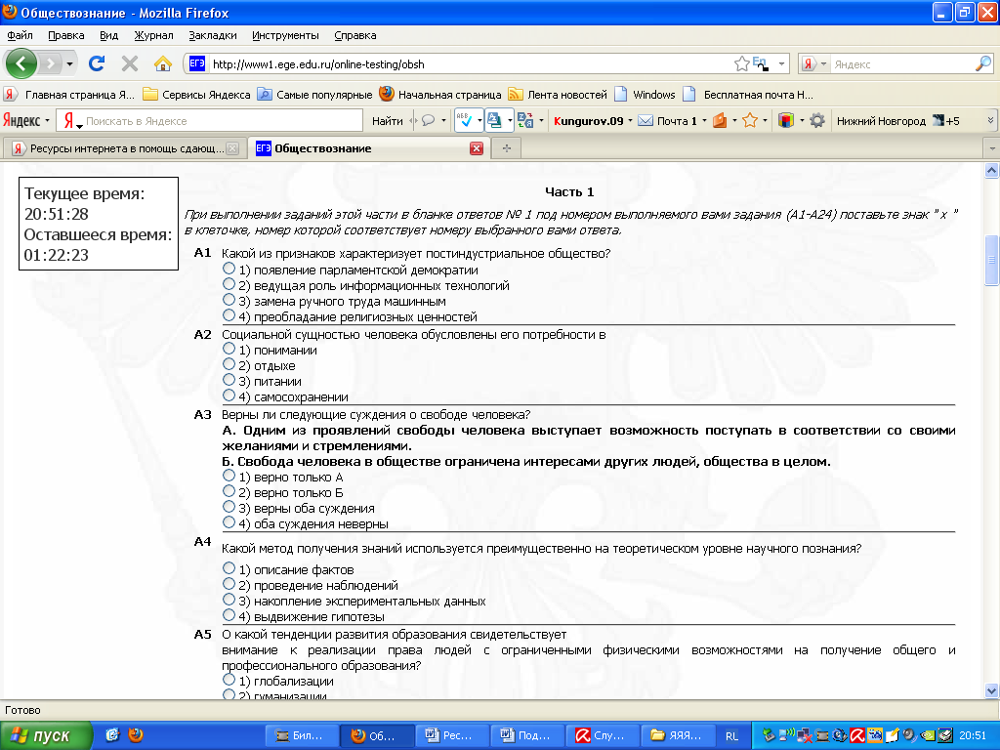 Обществознание - Mozilla Firefox
Файл Правка Вид Журнал Закладки Инструменты Справка
ЕГЭ http://www1.ege.edu.ru/online-testing/obsh Яндекс
Главная страница Я... Сервисы Яндекса Самые популярные Начальная страница Лента новостей Windows Бесплатная почта Н...
Яндекс Я Поискать в Яндексе Найти Kungurov.09 Почта 1 Нижний Новгород +5
Ресурсы интернета в помощь сдающ... ЕГЭ Обществознание
Текущее время:
20:51:28
Оставшееся время:
01:22:23
Часть 1
При выполнении заданий этой части в бланке ответов № 1 под номером выполняемого вами задания (А1-А24) поставьте знак " x "
в клеточке, номер которой соответствует номеру выбранного вами ответа.
А1 Какой из признаков характеризует постиндустриальное общество?
1) появление парламентской демократии
2) ведущая роль информационных технологий
3) замена ручного труда машинным
4) преобладание религиозных ценностей
А2 Социальной сущностью человека обусловлены его потребности в
1) понимании
2) отдыхе
3) питании
4) самосохранении
А3 Верны ли следующие суждения о свободе человека?
А. Одним из проявлений свободы человека выступает возможность поступать в соответствии со своими
желаниями и стремлениями.
Б. Свобода человека в обществе ограничена интересами других людей, общества в целом.
1) верно только А
2) верно только Б
3) верны оба суждения
4) оба суждения неверны
А4 Какой метод получения знаний используется преимущественно на теоретическом уровне научного познания?
1) описание фактов
2) проведение наблюдений
3) накопление экспериментальных данных
4) выдвижение гипотезы
А5 О какой тенденции развития образования свидетельствует
внимание к реализации права людей с ограниченными физическими возможностями на получение общего и
профессионального образования?
1) глобализации
2) гуманизации
Готово
пуск Бил... Об... Рес... Под... Слу... ЯЯЯ... RL 20:51